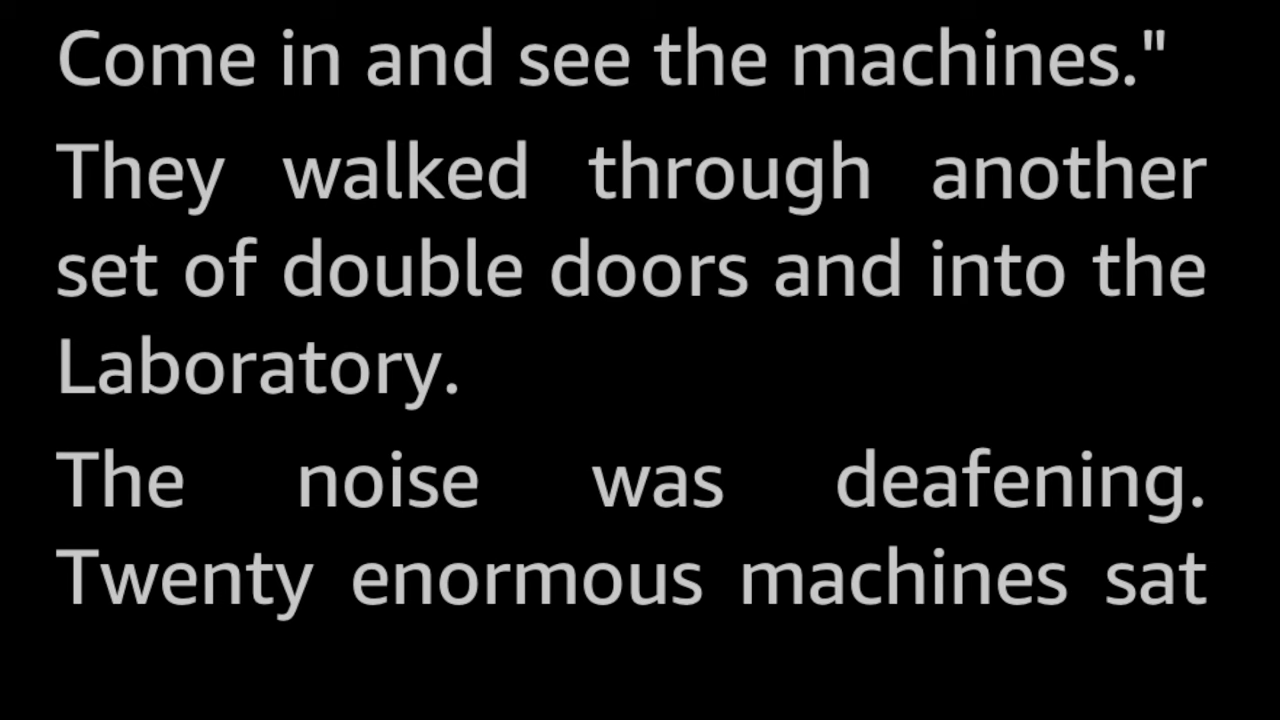 Come in and see the machines."
They walked through another
set of double doors and into the
Laboratory.
The noise was deafening.
Twenty enormous machines sat